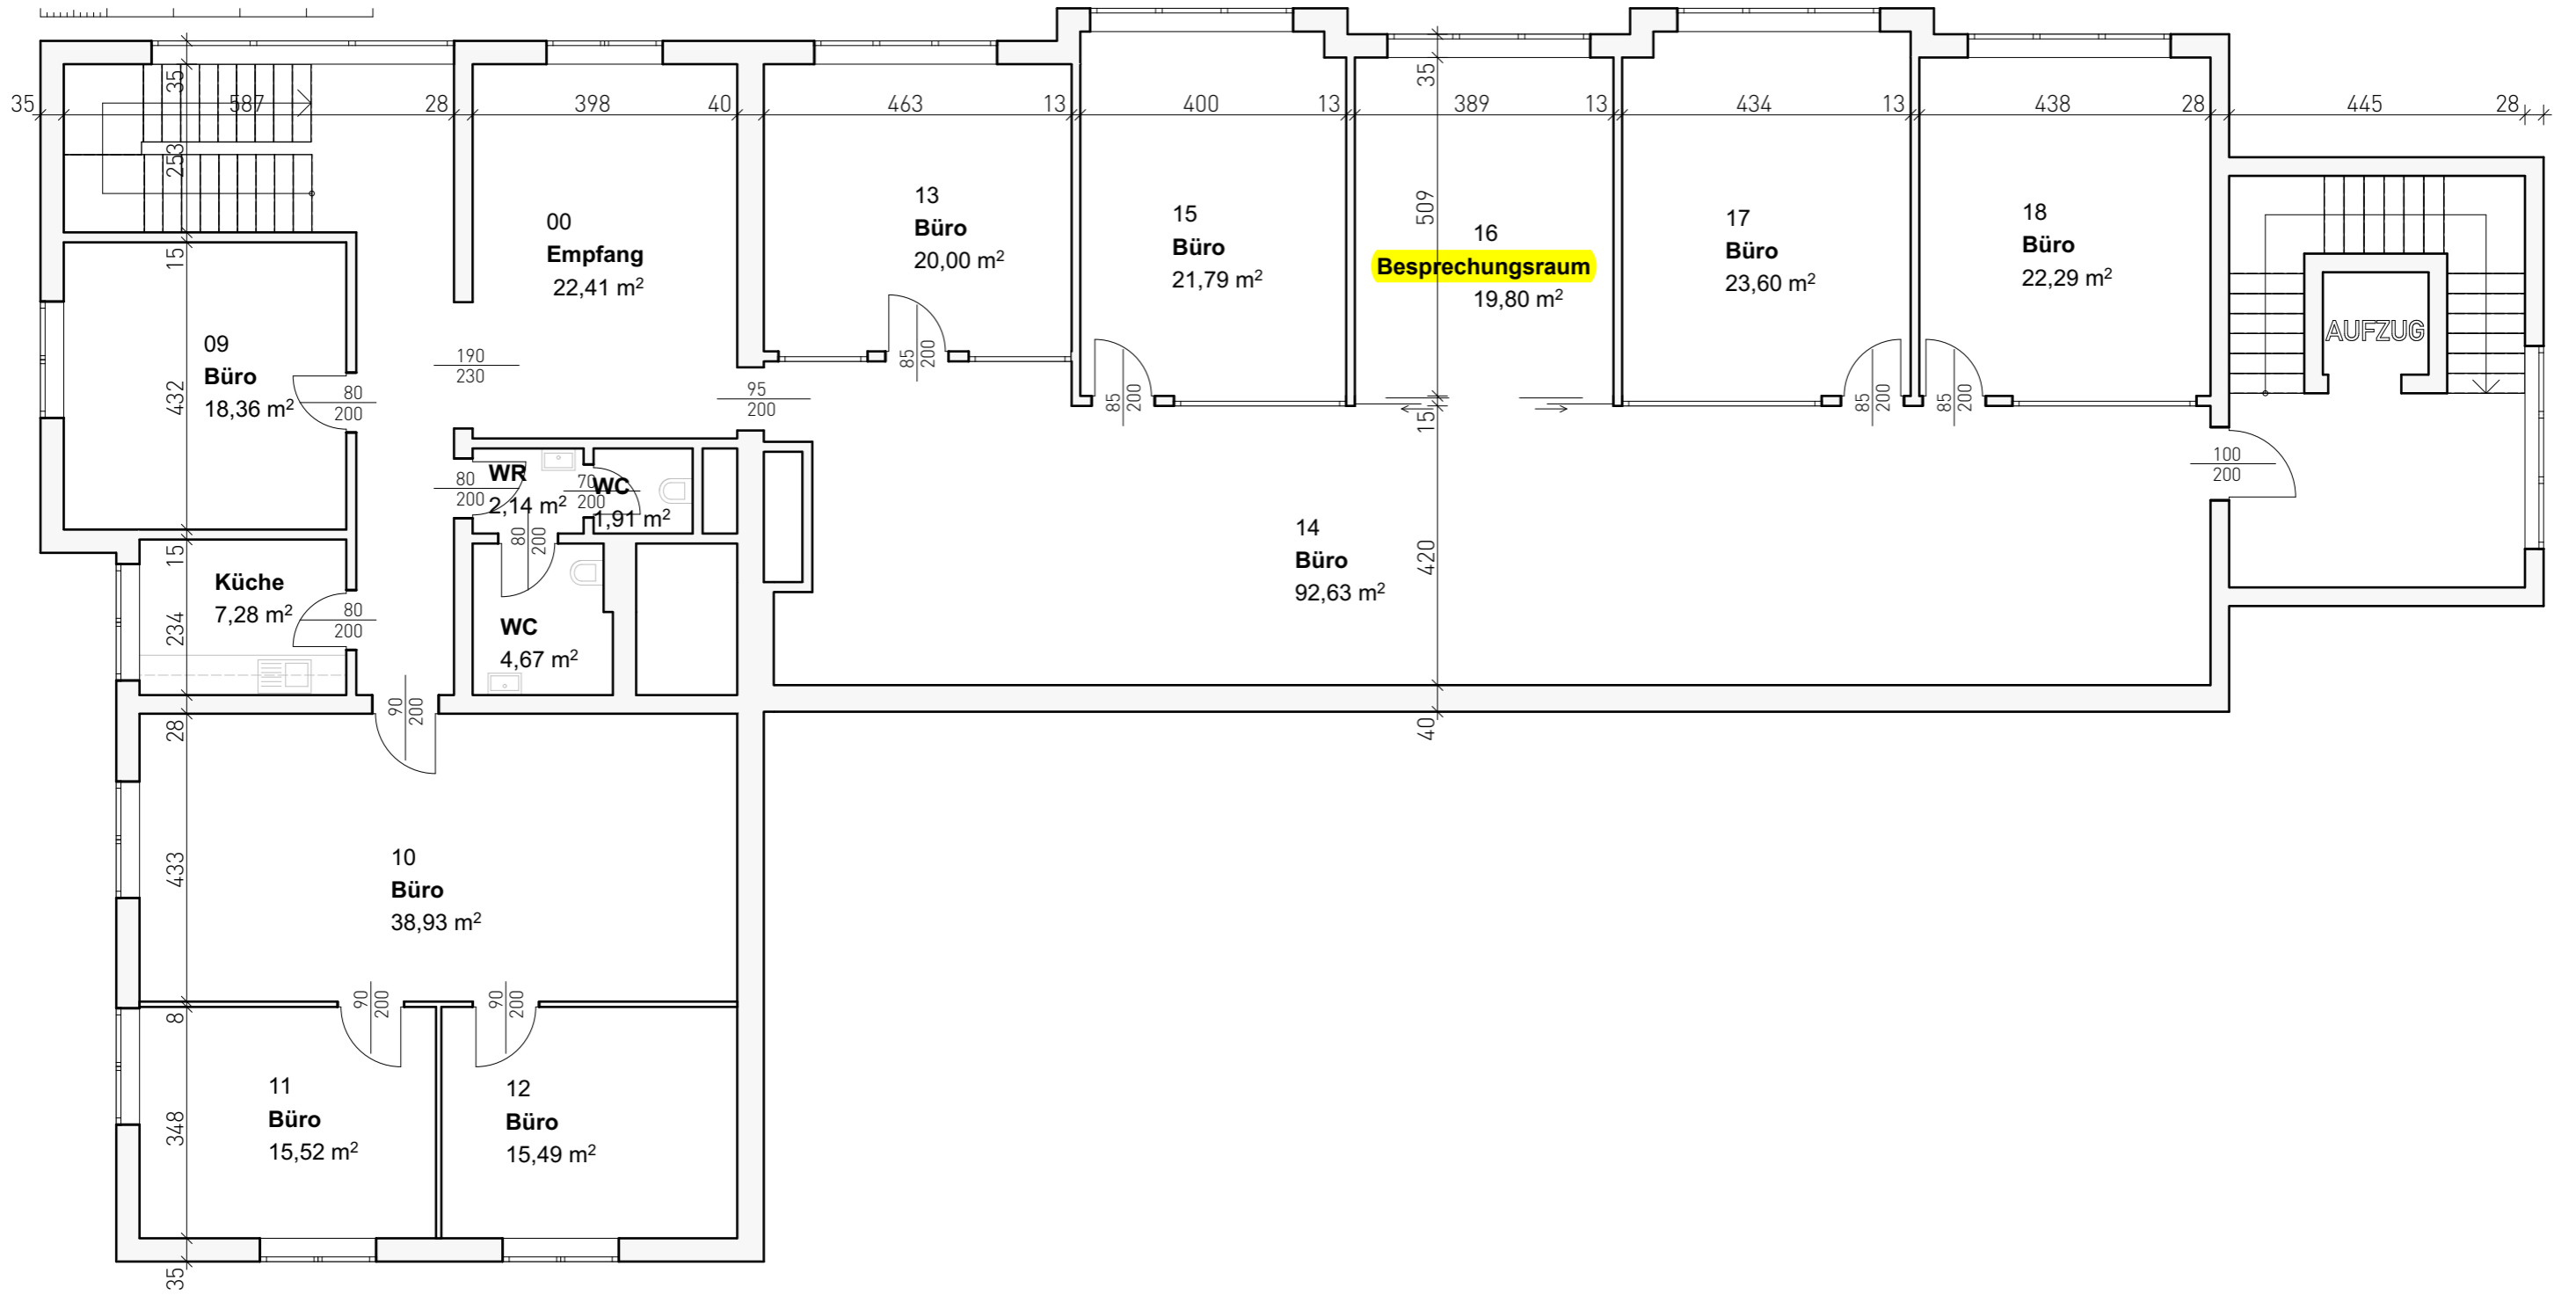 35 587 28 398 40 463 13 400 13 389 13 434 13 438 28 445 28
35
253
15
432
15
234
28
433
8
348
35
35
509
15
420
40
00
Empfang
22,41 m²
13
Büro
20,00 m²
15
Büro
21,79 m²
16
Besprechungsraum
19,80 m²
17
Büro
23,60 m²
18
Büro
22,29 m²
AUFZUG
09
Büro
18,36 m²
80
200
190
230
95
200
85
200
85
200
85
200
85
200
100
200
WR
2,14 m²
80
200
70
200
WC
1,91 m²
80
200
14
Büro
92,63 m²
Küche
7,28 m²
80
200
WC
4,67 m²
90
200
10
Büro
38,93 m²
90
200
90
200
11
Büro
15,52 m²
12
Büro
15,49 m²